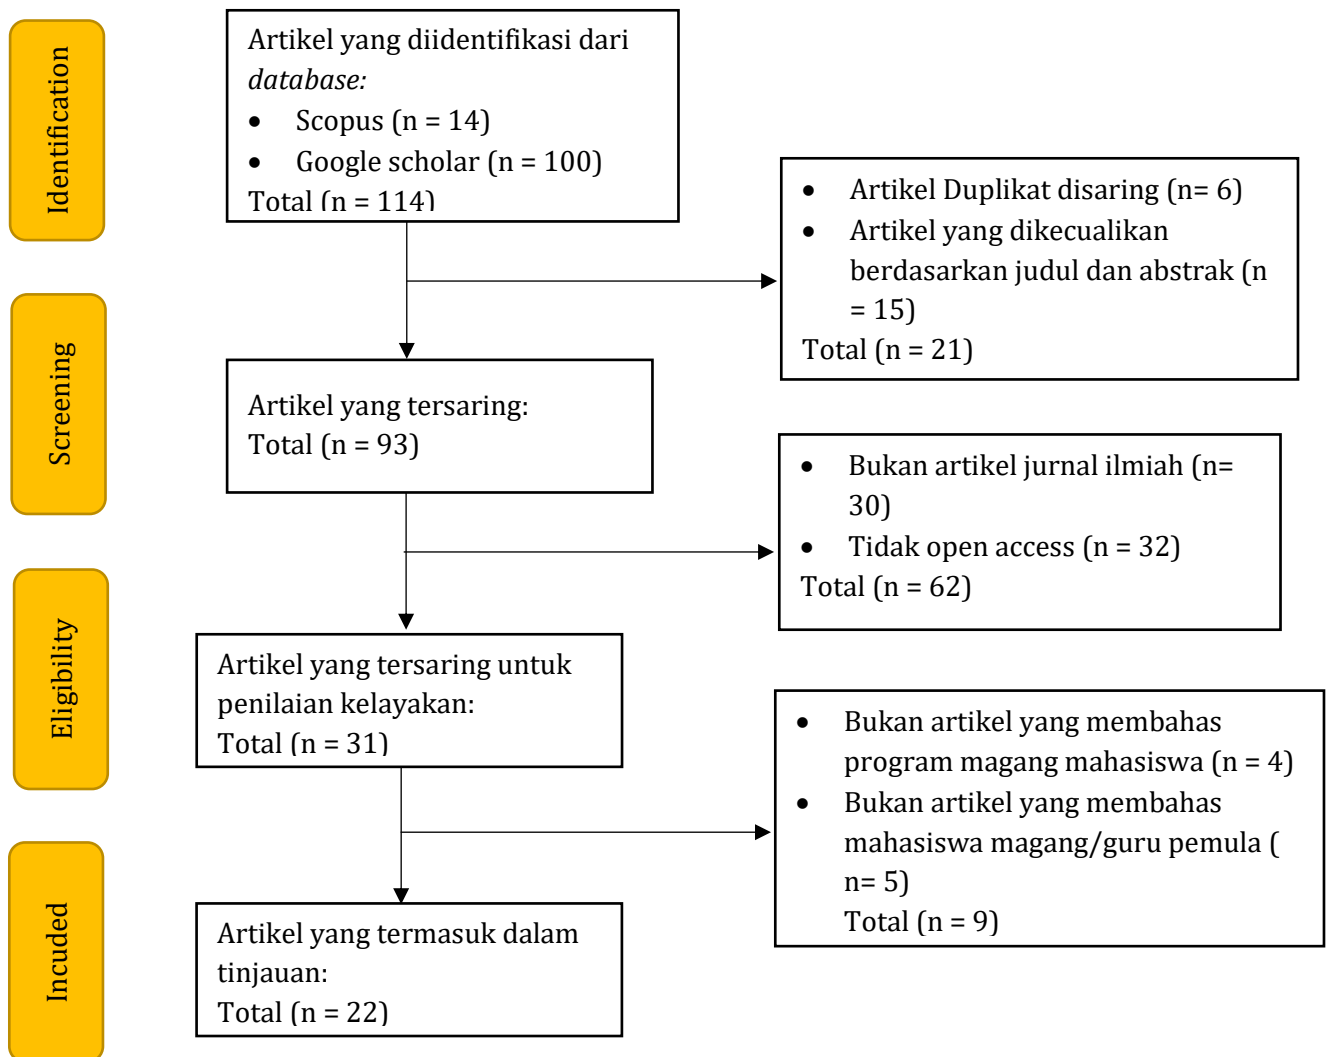 Identification
Artikel yang diidentifikasi dari
database:
• Scopus (n = 14)
• Google scholar (n = 100)
Total (n = 114)
• Artikel Duplikat disaring (n= 6)
• Artikel yang dikecualikan
berdasarkan judul dan abstrak (n
= 15)
Total (n = 21)
Screening
Artikel yang tersaring:
Total (n = 93)
• Bukan artikel jurnal ilmiah (n=
30)
• Tidak open access (n = 32)
Total (n = 62)
Eligibility
Artikel yang tersaring untuk
penilaian kelayakan:
Total (n = 31)
• Bukan artikel yang membahas
program magang mahasiswa (n = 4)
• Bukan artikel yang membahas
mahasiswa magang/guru pemula (
n= 5)
Total (n = 9)
Incuded
Artikel yang termasuk dalam
tinjauan:
Total (n = 22)